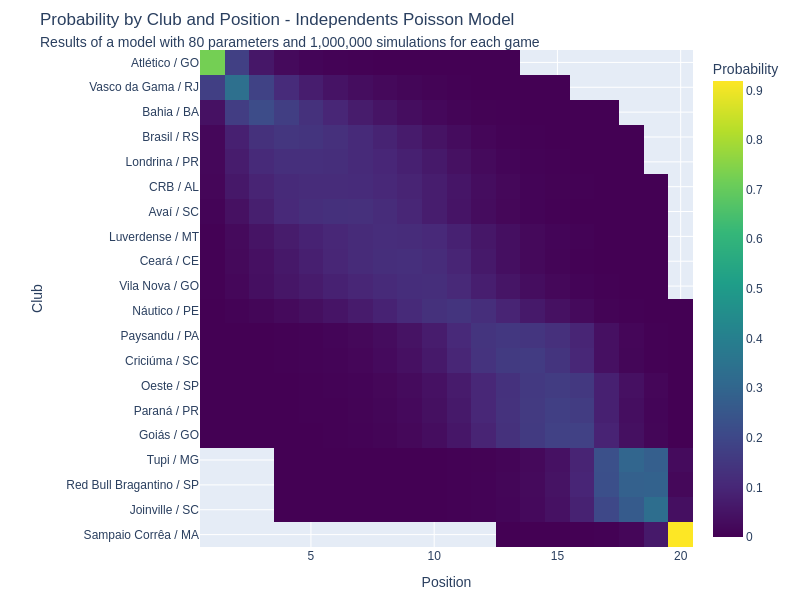 Probability by Club and Position - Independents Poisson Model
Results of a model with 80 parameters and 1,000,000 simulations for each game
Probability
Club
Atlético / GO
Vasco da Gama / RJ
Bahia / BA
Brasil / RS
Londrina / PR
CRB / AL
Avaí / SC
Luverdense / MT
Ceará / CE
Vila Nova / GO
Náutico / PE
Paysandu / PA
Criciúma / SC
Oeste / SP
Paraná / PR
Goiás / GO
Tupi / MG
Red Bull Bragantino / SP
Joinville / SC
Sampaio Corrêa / MA
0.9
0.8
0.7
0.6
0.5
0.4
0.3
0.2
0.1
0
5 10 15 20
Position